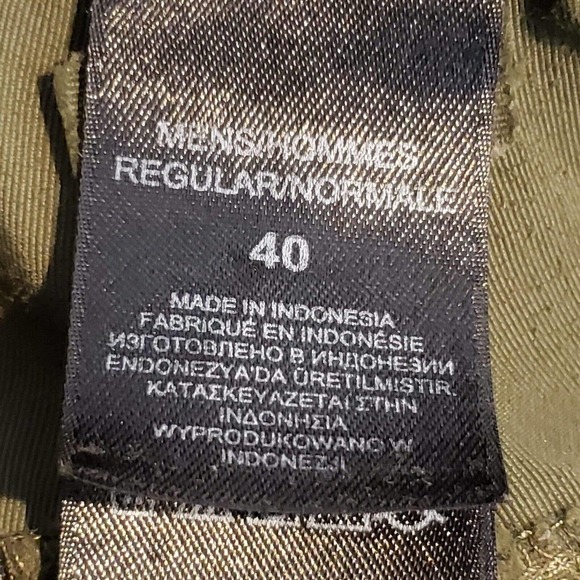 MENS/HOMMES
REGULAR/NORMALE
40
MADE IN INDONESIA
FABRIQUÉ EN INDONÉSIE
ИЗГОТОВЛЕНО В ИНДОНЕЗИИ
ENDONEZYA'DA ÜRETILMISTIR.
ΚΑΤΑΣΚΕΥΑΖΕΤΑΙ ΣΤΗΝ
ΙΝΔΟΝΗΣΙΑ
WYPRODUKOWANO W
INDONEZJI